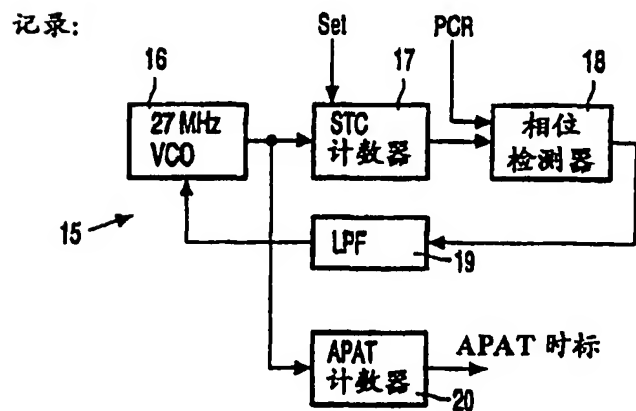 记录:
Set
PCR
16
17
18
27 MHz
VCO
STC
计数器
相位
检测器
15
LPF
19
APAT
计数器
APAT 时标
20